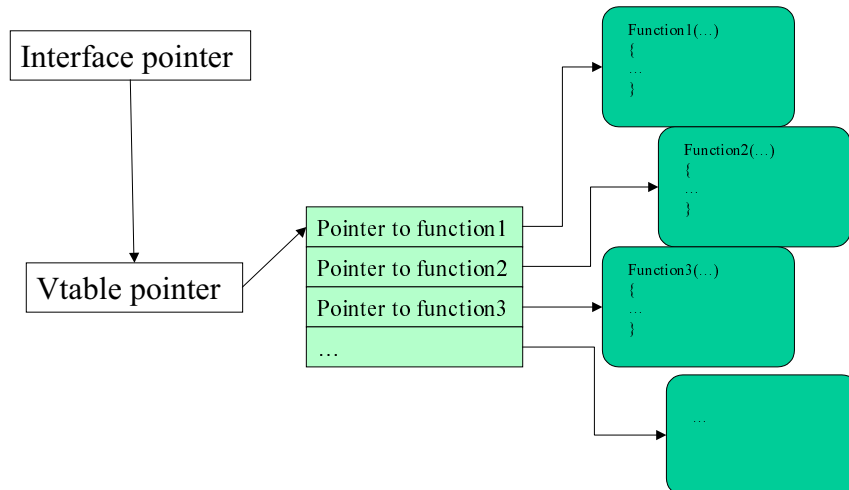 Interface pointer
Vtable pointer
Pointer to function1
Pointer to function2
Pointer to function3
…
Function1(…)
{
…
}
Function2(…)
{
…
}
Function3(…)
{
…
}
…